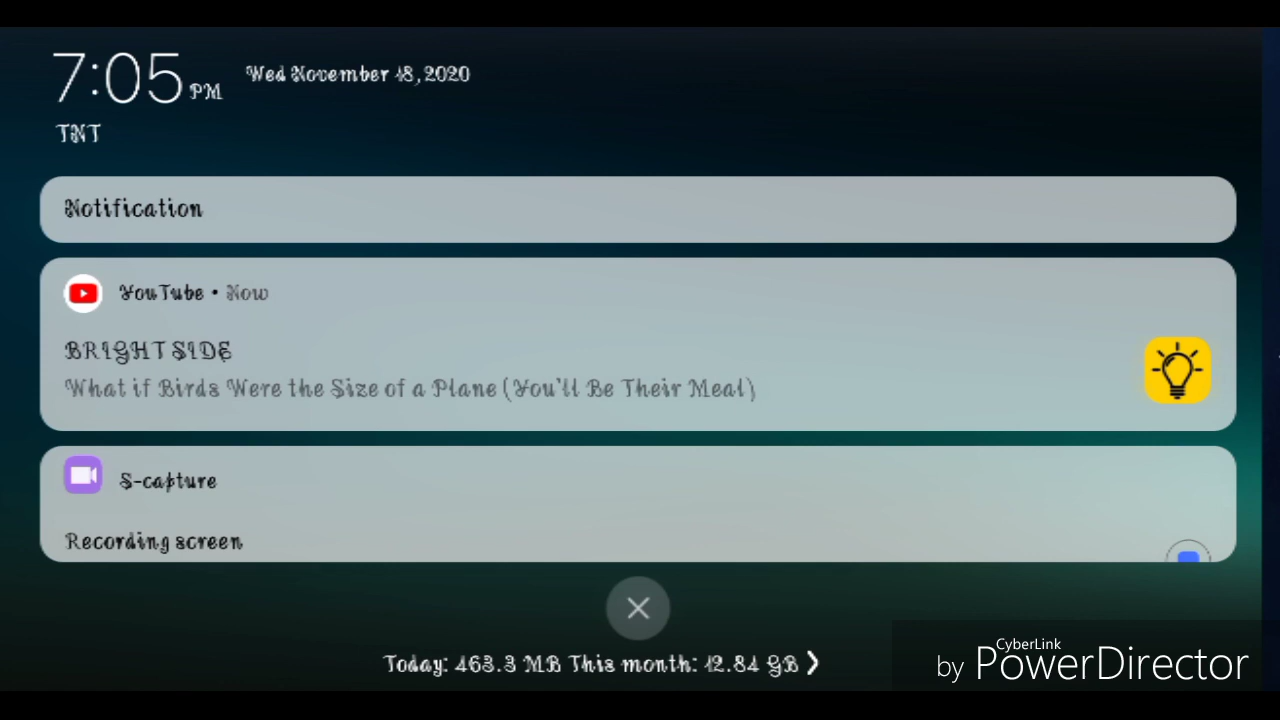 7:05 PM Wed November 18, 2020
TNT
Notification
YouTube • Now
BRIGHT SIDE
What if Birds Were the Size of a Plane (You'll Be Their Meal)
S-capture
Recording screen
Today: 463.3 MB This month: 12.84 GB
CyberLink
by PowerDirector